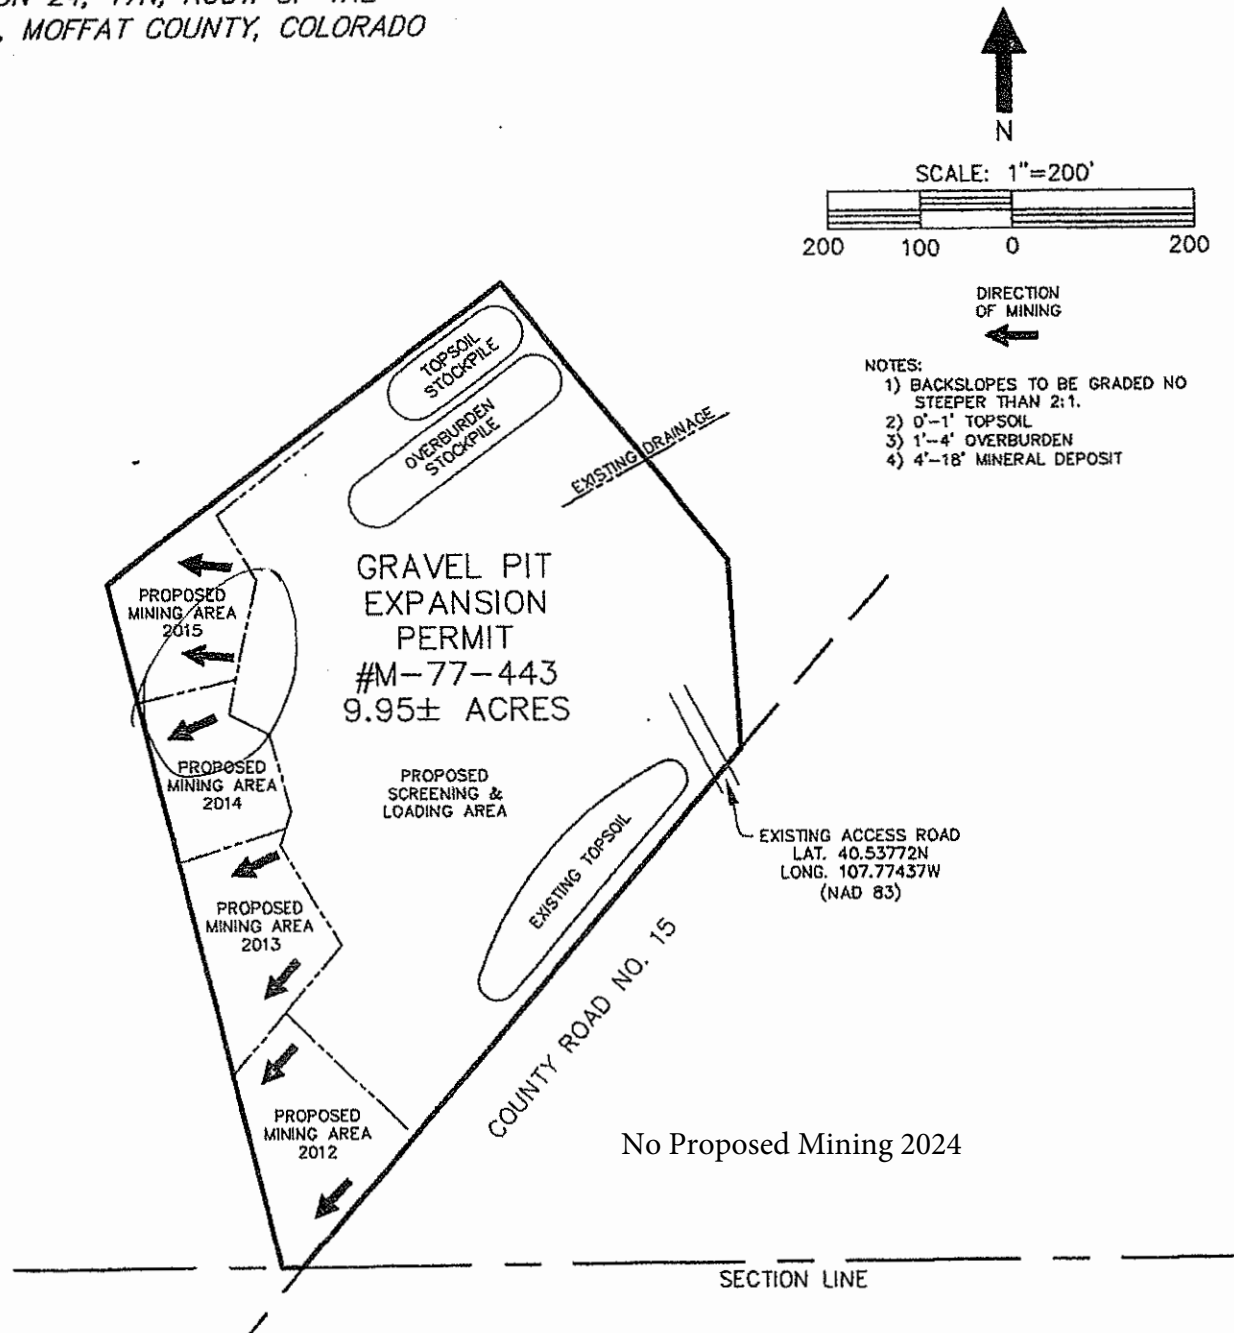 MOFFAT COUNTY, COLORADO
N
SCALE: 1"=200'
200 100 0 200
DIRECTION
OF MINING
NOTES:
1) BACKSLOPES TO BE GRADED NO
STEEPER THAN 2:1.
2) 0'-1' TOPSOIL
3) 1'-4' OVERBURDEN
4) 4'-18' MINERAL DEPOSIT
TOPSOIL
STOCKPILE
OVERBURDEN
STOCKPILE
EXISTING DRAINAGE
GRAVEL PIT
EXPANSION
PERMIT
#M-77-443
9.95± ACRES
PROPOSED
MINING AREA
2015
PROPOSED
MINING AREA
2014
PROPOSED
SCREENING &
LOADING AREA
EXISTING TOPSOIL
EXISTING ACCESS ROAD
LAT. 40.53772N
LONG. 107.77437W
(NAD 83)
PROPOSED
MINING AREA
2013
COUNTY ROAD NO. 15
PROPOSED
MINING AREA
2012
No Proposed Mining 2024
SECTION LINE